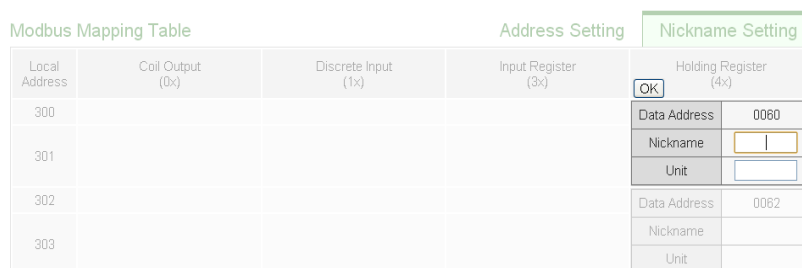 Modbus Mapping Table Address Setting Nickname Setting
Local Address Coil Output (0x) Discrete Input (1x) Input Register (3x) Holding Register (4x)
OK
300 Data Address 0060
Nickname
301
Unit
302 Data Address 0062
Nickname
303
Unit